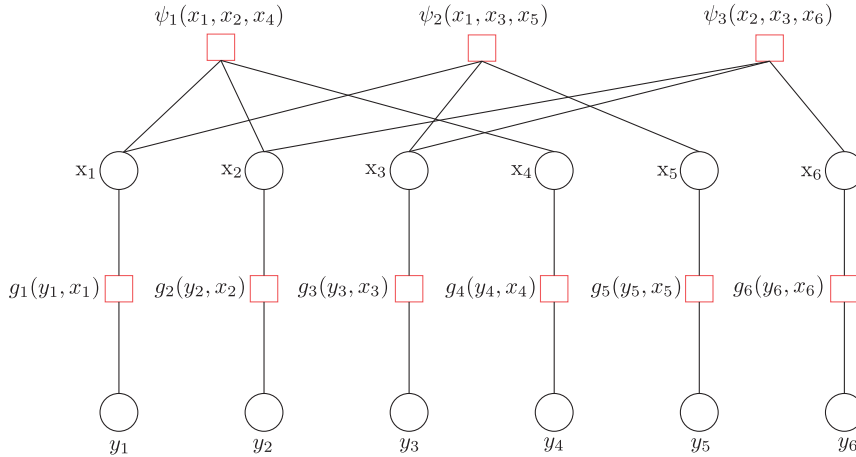 ψ₁(x₁, x₂, x₄) ψ₂(x₁, x₃, x₅) ψ₃(x₂, x₃, x₆)
x₁ x₂ x₃ x₄ x₅ x₆
g₁(y₁, x₁) g₂(y₂, x₂) g₃(y₃, x₃) g₄(y₄, x₄) g₅(y₅, x₅) g₆(y₆, x₆)
y₁ y₂ y₃ y₄ y₅ y₆